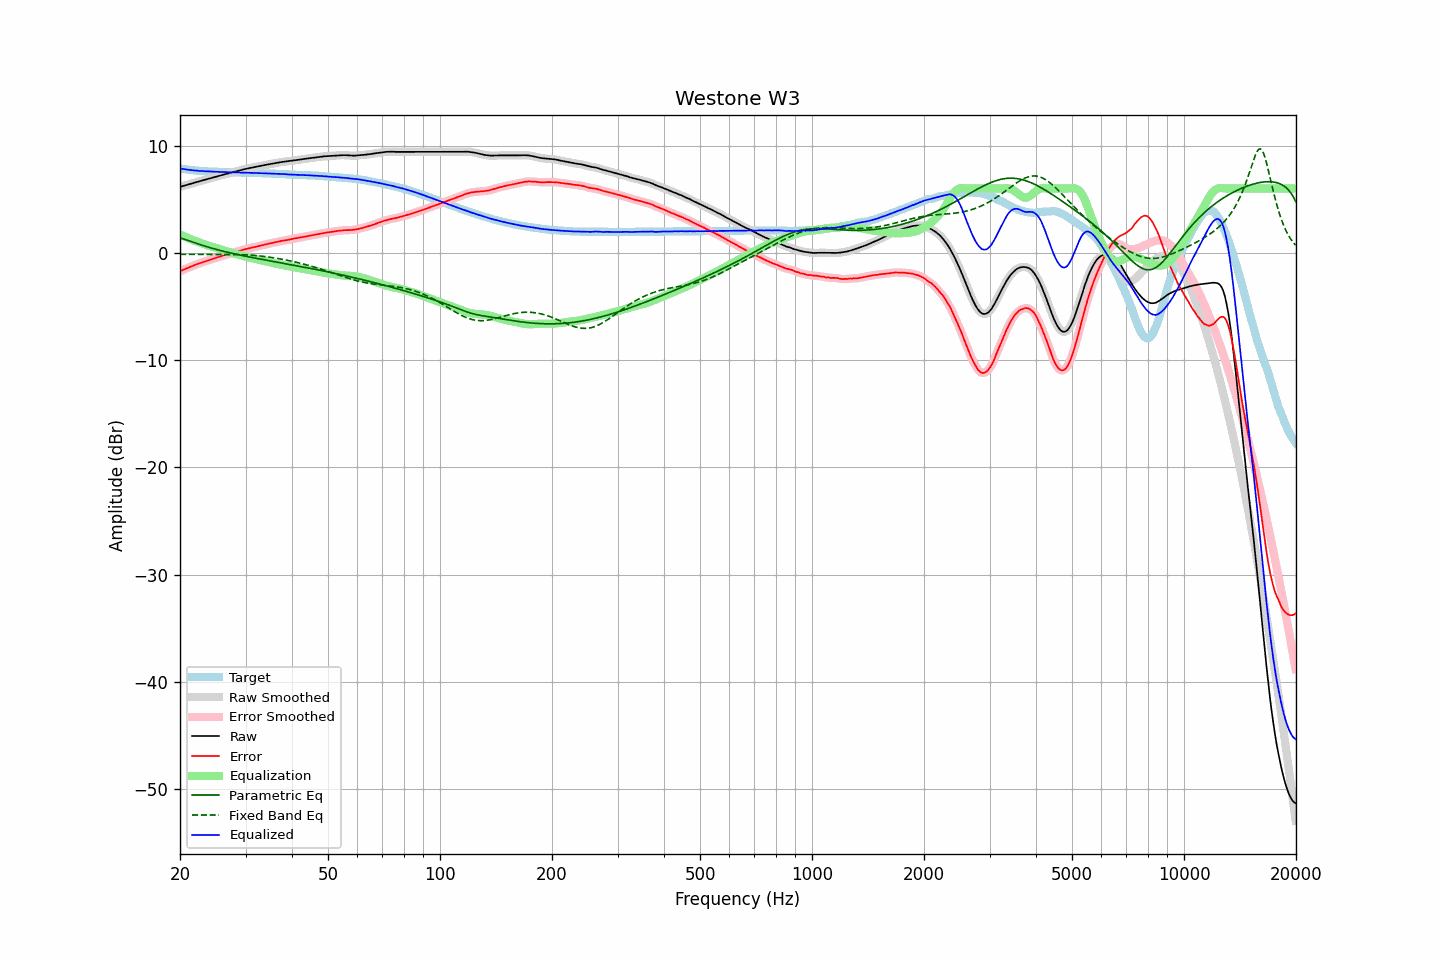 Westone W3
10
0
−10
−20
−30
−40
−50
Amplitude (dBr)
Target
Raw Smoothed
Error Smoothed
Raw
Error
Equalization
Parametric Eq
Fixed Band Eq
Equalized
20 50 100 200 500 1000 2000 5000 10000 20000
Frequency (Hz)